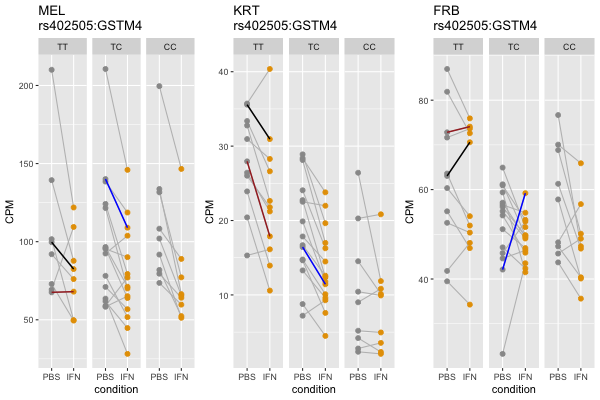 MEL
rs402505:GSTM4
TT TC CC
200
150
100
50
CPM
PBS IFN PBS IFN PBS IFN
condition
KRT
rs402505:GSTM4
TT TC CC
40
30
20
10
CPM
PBS IFN PBS IFN PBS IFN
condition
FRB
rs402505:GSTM4
TT TC CC
80
60
40
CPM
PBS IFN PBS IFN PBS IFN
condition